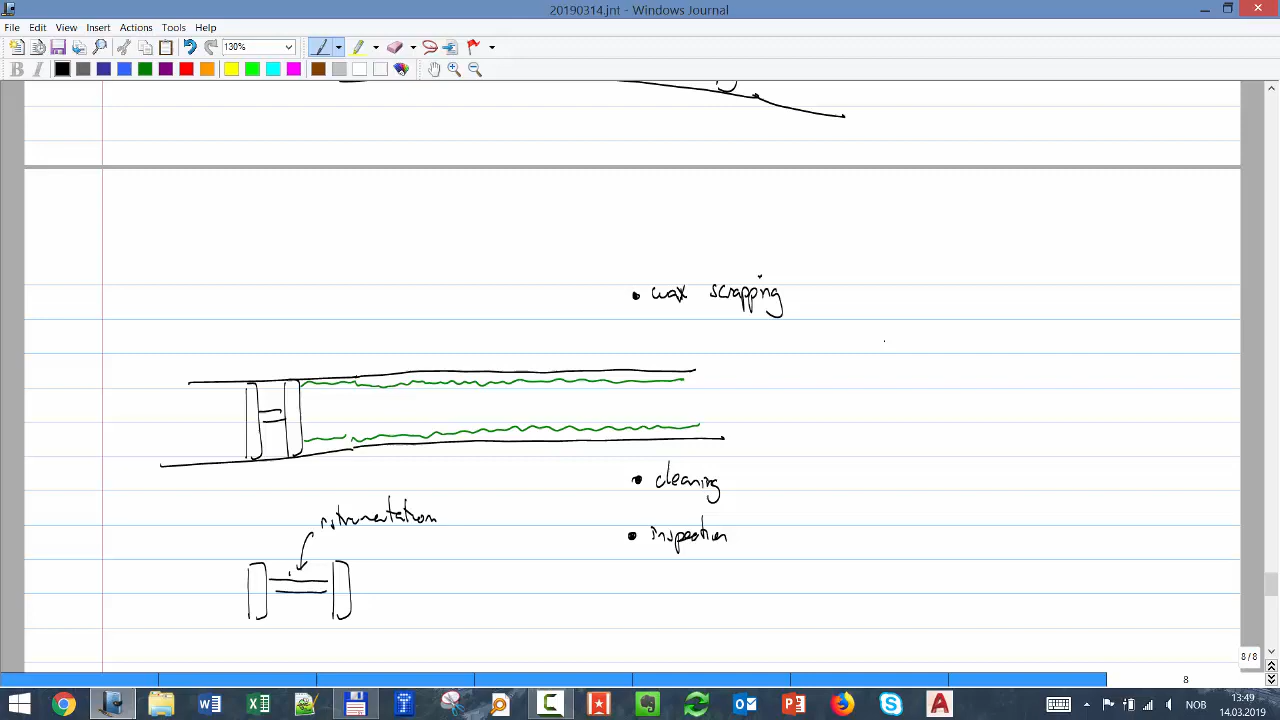 20190314.jnt - Windows Journal
File Edit View Insert Actions Tools Help
130%
B I
• wax scrapping
• cleaning
instrumentation
• inspection
8 / 8
8
13:49
NOB
14.03.2019